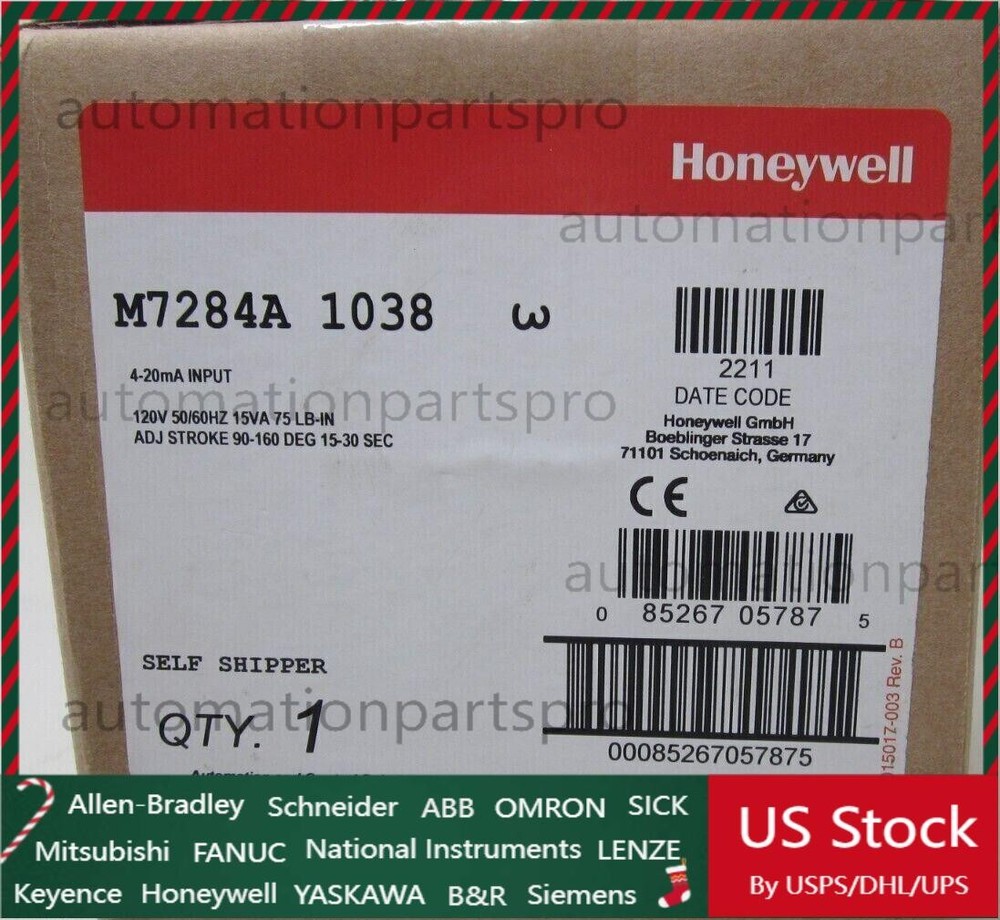 automationpartspro
Honeywell
automationpar
M7284A 1038 3
2211
DATE CODE
4-20mA INPUT
automationpartspro
120V 50/60HZ 15VA 75 LB-IN
ADJ STROKE 90-160 DEG 15-30 SEC
Honeywell GmbH
Boeblinger Strasse 17
71101 Schoenaich, Germany
CE
automationpar
0 85267 05787 5
SELF SHIPPER
automationpartspro
QTY. 1
00085267057875
015017-003 Rev. B
Allen-Bradley Schneider ABB OMRON SICK
Mitsubishi FANUC National Instruments LENZE
Keyence Honeywell YASKAWA B&R Siemens
US Stock
By USPS/DHL/UPS